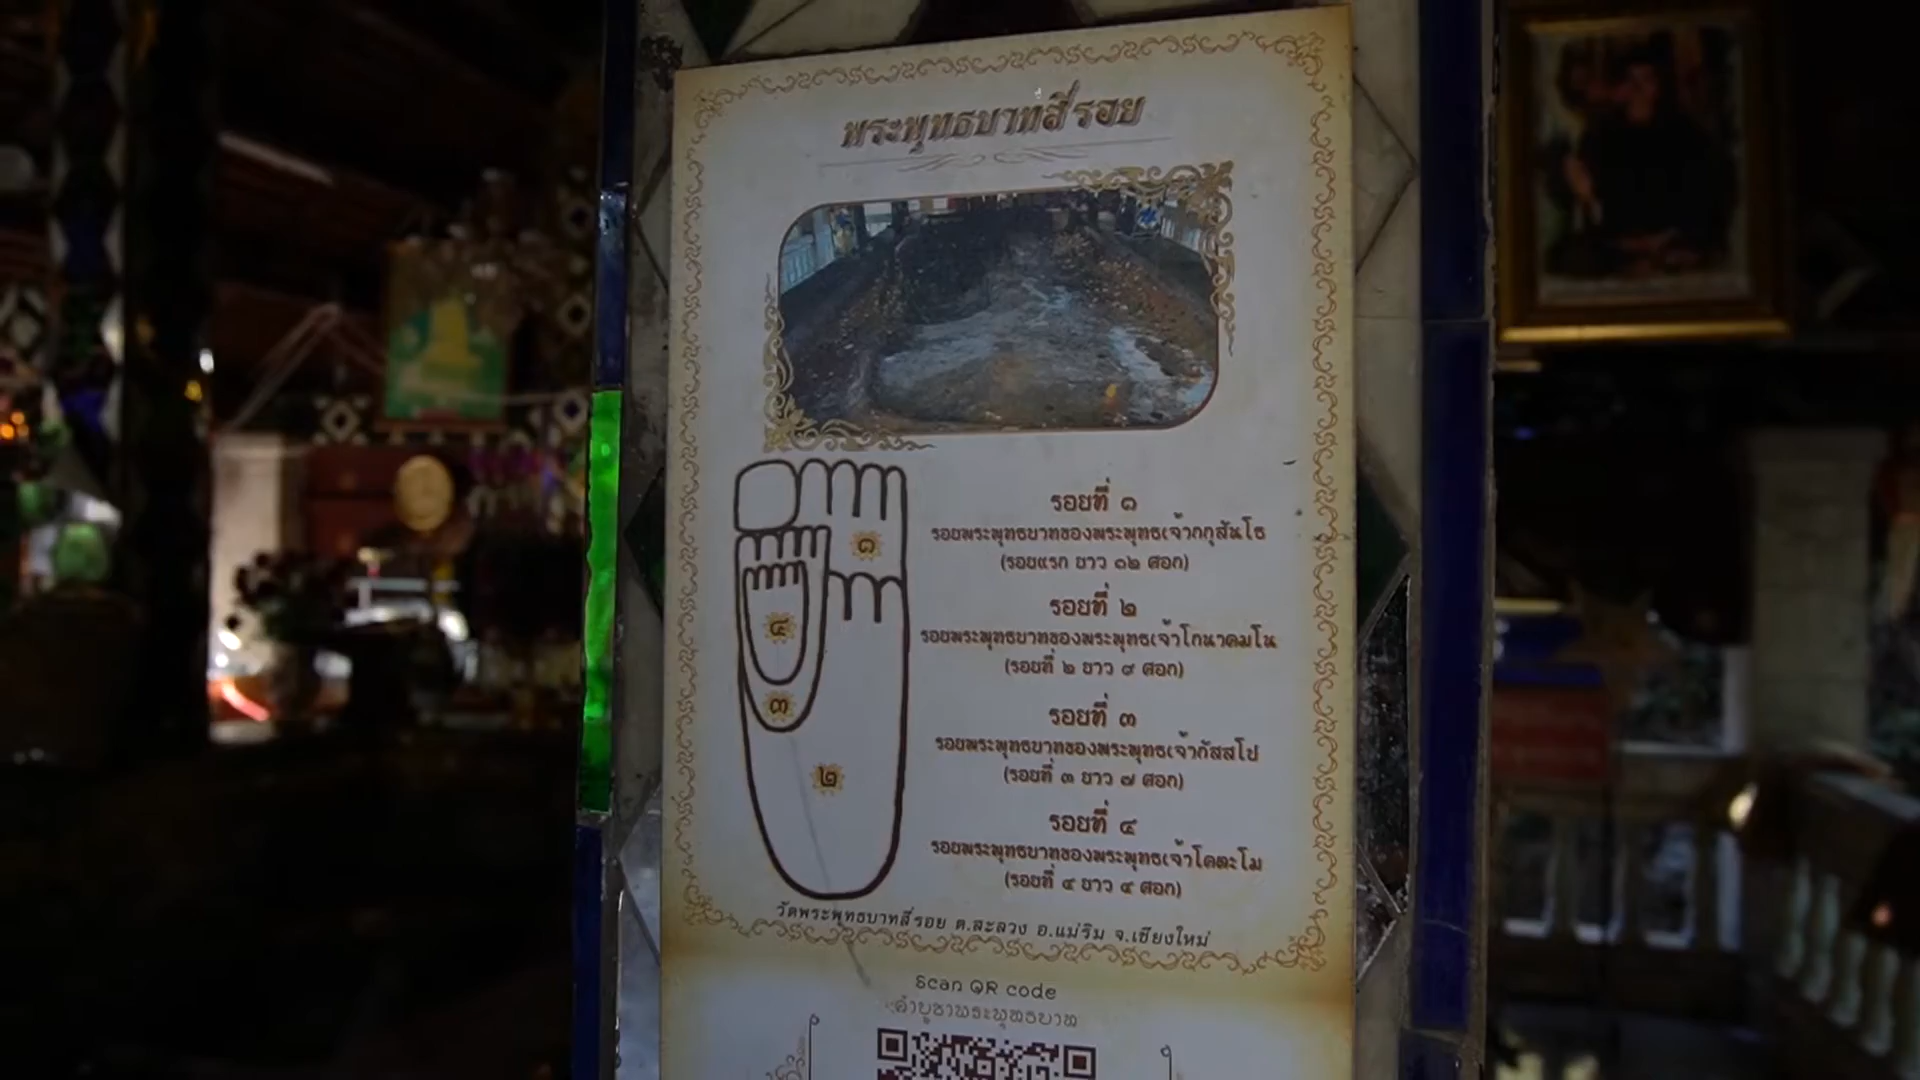 พระพุทธบาทสี่รอย
รอยที่ ๑
รอยพระพุทธบาทของพระพุทธเจ้ากกุสันโธ
(รอยแรก ยาว ๑๒ ศอก)
๑
รอยที่ ๒
รอยพระพุทธบาทของพระพุทธเจ้าโกนาคมโน
(รอยที่ ๒ ยาว ๙ ศอก)
๔
รอยที่ ๓
รอยพระพุทธบาทของพระพุทธเจ้ากัสสโป
(รอยที่ ๓ ยาว ๗ ศอก)
๓
๒
รอยที่ ๔
รอยพระพุทธบาทของพระพุทธเจ้าโคตะโม
(รอยที่ ๔ ยาว ๔ ศอก)
วัดพระพุทธบาทสี่รอย ต.สะลวง อ.แม่ริม จ.เชียงใหม่
Scan QR code
คำบูชาพระพุทธบาท